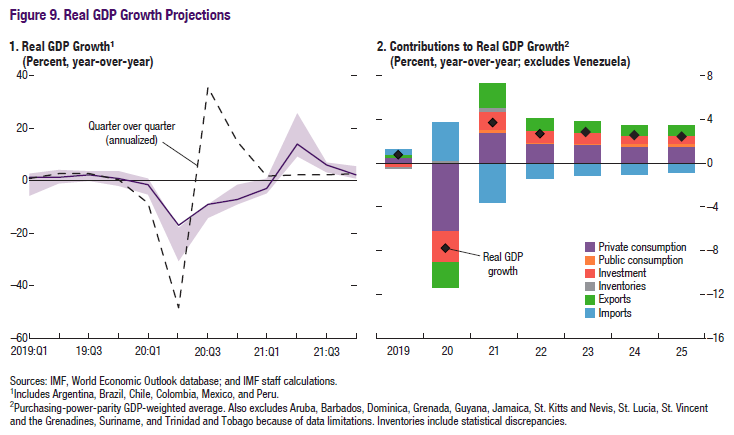 Figure 9. Real GDP Growth Projections
1. Real GDP Growth1
(Percent, year-over-year)
40
20
0
–20
–40
–60
Quarter over quarter
(annualized)
2019:Q1
19:Q3
20:Q1
20:Q3
21:Q1
21:Q3
2. Contributions to Real GDP Growth2
(Percent, year-over-year; excludes Venezuela)
8
4
0
–4
–8
–12
–16
Real GDP
growth
Private consumption
Public consumption
Investment
Inventories
Exports
Imports
2019
20
21
22
23
24
25
Sources: IMF, World Economic Outlook database; and IMF staff calculations.
1Includes Argentina, Brazil, Chile, Colombia, Mexico, and Peru.
2Purchasing-power-parity GDP-weighted average. Also excludes Aruba, Barbados, Dominica, Grenada, Guyana, Jamaica, St. Kitts and Nevis, St. Lucia, St. Vincent
and the Grenadines, Suriname, and Trinidad and Tobago because of data limitations. Inventories include statistical discrepancies.